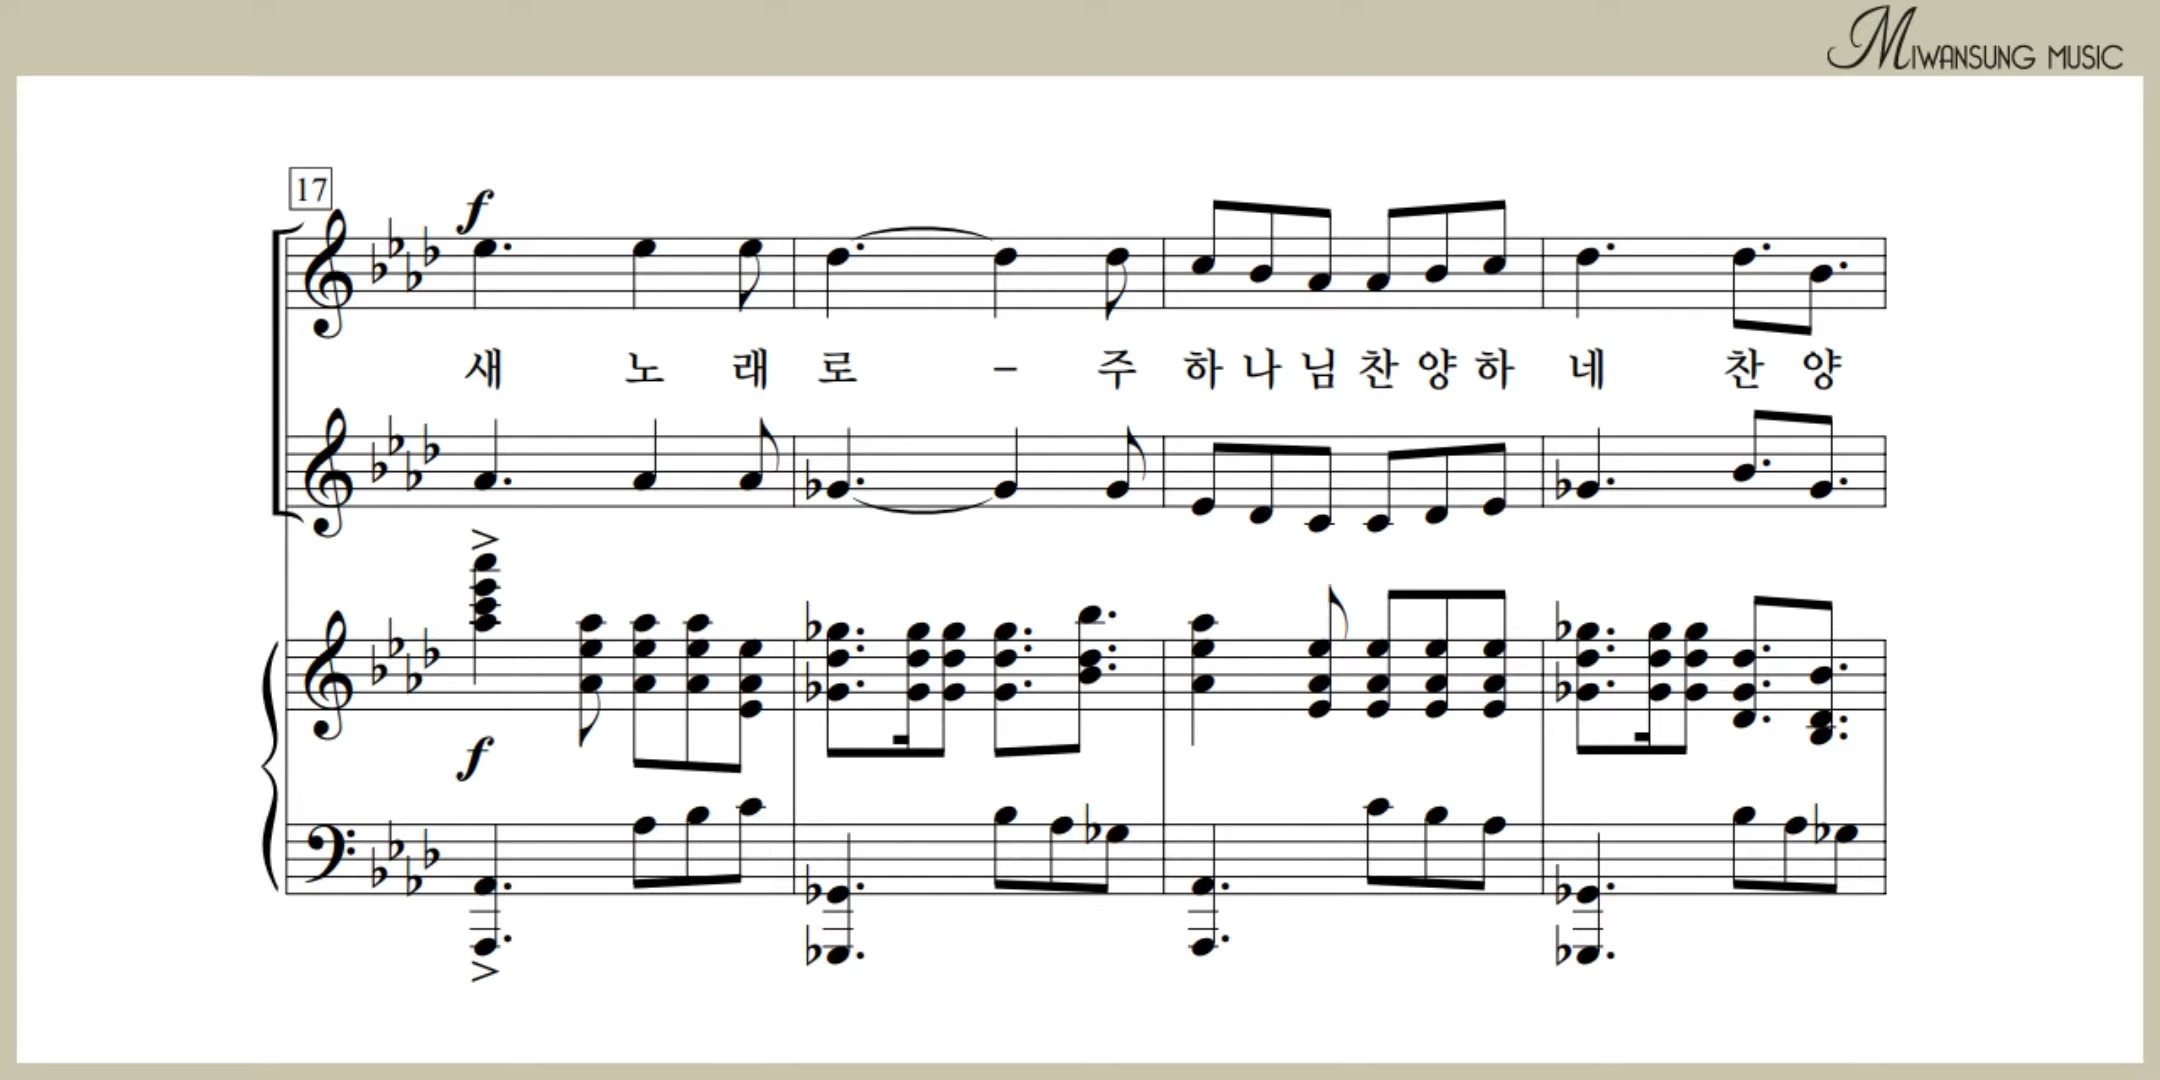 MIWANSUNG MUSIC
17
f
새 노 래 로 - 주 하 나 님 찬 양 하 네 찬 양
f